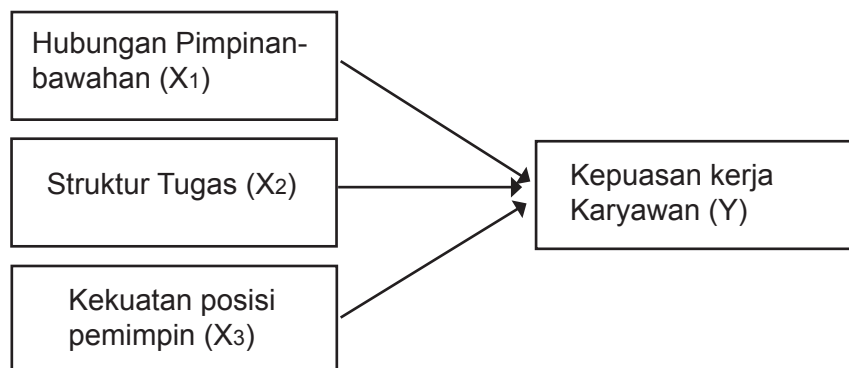 Hubungan Pimpinan-
bawahan (X1)
Struktur Tugas (X2)
Kepuasan kerja
Karyawan (Y)
Kekuatan posisi
pemimpin (X3)